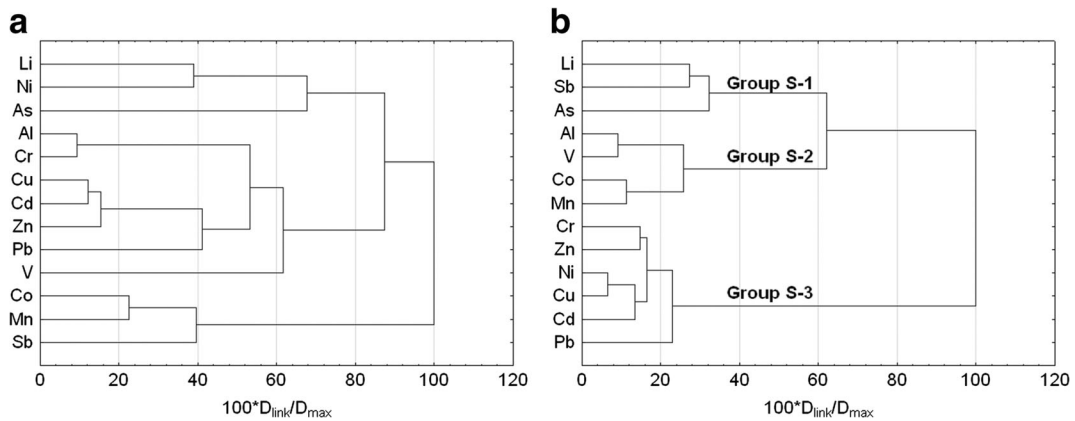 a
Li
Ni
As
Al
Cr
Cu
Cd
Zn
Pb
V
Co
Mn
Sb
0 20 40 60 80 100 120
100*Dlink/Dmax
b
Li
Sb
As
Al
V
Co
Mn
Cr
Zn
Ni
Cu
Cd
Pb
Group S-1
Group S-2
Group S-3
0 20 40 60 80 100 120
100*Dlink/Dmax